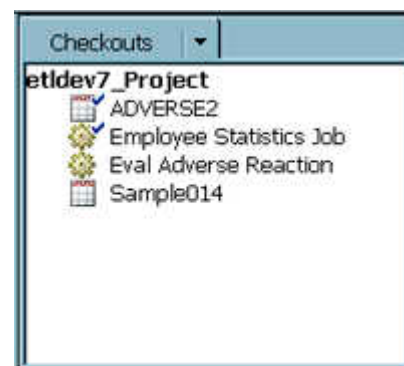 Checkouts
etldev7_Project
ADVERSE2
Employee Statistics Job
Eval Adverse Reaction
Sample014